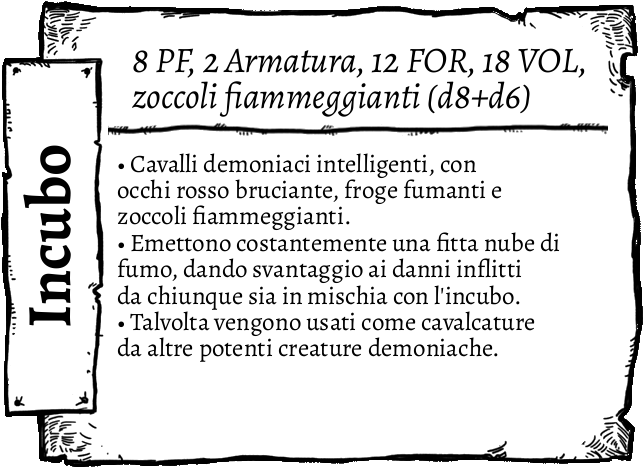 Incubo
8 PF, 2 Armatura, 12 FOR, 18 VOL,
zoccoli fiammeggianti (d8+d6)
• Cavalli demoniaci intelligenti, con
occhi rosso bruciante, froge fumanti e
zoccoli fiammeggianti.
• Emettono costantemente una fitta nube di
fumo, dando svantaggio ai danni inflitti
da chiunque sia in mischia con l'incubo.
• Talvolta vengono usati come cavalcature
da altre potenti creature demoniache.